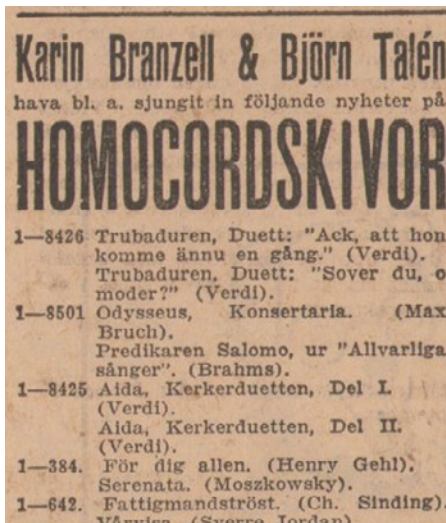 Karin Branzell & Björn Talén
hava bl. a. sjungit in följande nyheter på
HOMOCORDSKIVOR
1—8426 Trubaduren, Duett: "Ack, att hon
komme ännu en gång." (Verdi).
Trubaduren, Duett: "Sover du, o
moder?" (Verdi).
1—8501 Odysseus, Konsertaria. (Max
Bruch).
Predikaren Salomo, ur "Allvarliga
sånger". (Brahms).
1—8425 Aida, Kerkerduetten, Del I.
(Verdi).
Aida, Kerkerduetten, Del II.
(Verdi).
1—384. För dig allen. (Henry Gehl).
Serenata. (Moszkowsky).
1—642. Fattigmandströst. (Ch. Sinding).
Vårvisa. (Sverre Jordan).